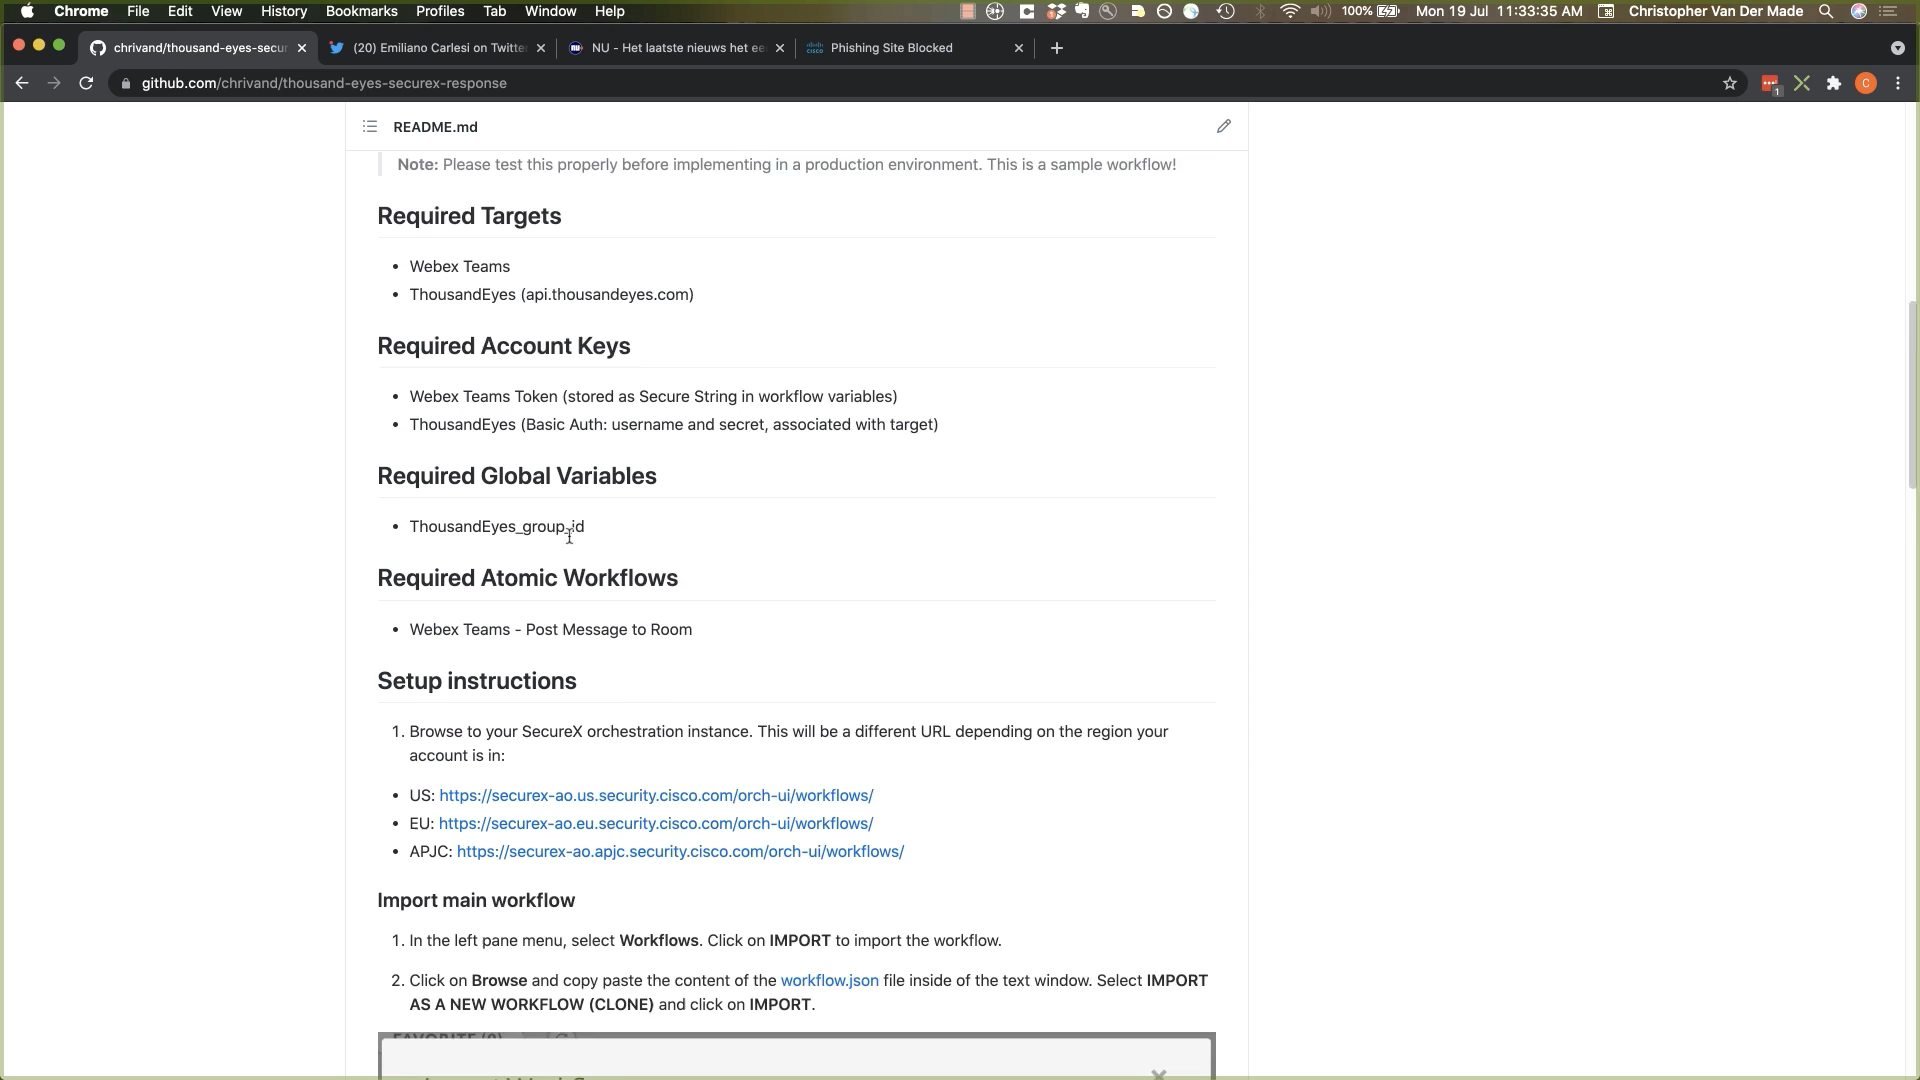 Chrome File Edit View History Bookmarks Profiles Tab Window Help 100% Mon 19 Jul 11:33:35 AM Christopher Van Der Made
chrivand/thousand-eyes-secur (20) Emiliano Carlesi on Twitte NU - Het laatste nieuws het ee Phishing Site Blocked
github.com/chrivand/thousand-eyes-securex-response
README.md
Note: Please test this properly before implementing in a production environment. This is a sample workflow!
Required Targets
• Webex Teams
• ThousandEyes (api.thousandeyes.com)
Required Account Keys
• Webex Teams Token (stored as Secure String in workflow variables)
• ThousandEyes (Basic Auth: username and secret, associated with target)
Required Global Variables
• ThousandEyes_group_id
Required Atomic Workflows
• Webex Teams - Post Message to Room
Setup instructions
1. Browse to your SecureX orchestration instance. This will be a different URL depending on the region your
account is in:
• US: https://securex-ao.us.security.cisco.com/orch-ui/workflows/
• EU: https://securex-ao.eu.security.cisco.com/orch-ui/workflows/
• APJC: https://securex-ao.apjc.security.cisco.com/orch-ui/workflows/
Import main workflow
1. In the left pane menu, select Workflows. Click on IMPORT to import the workflow.
2. Click on Browse and copy paste the content of the workflow.json file inside of the text window. Select IMPORT
AS A NEW WORKFLOW (CLONE) and click on IMPORT.